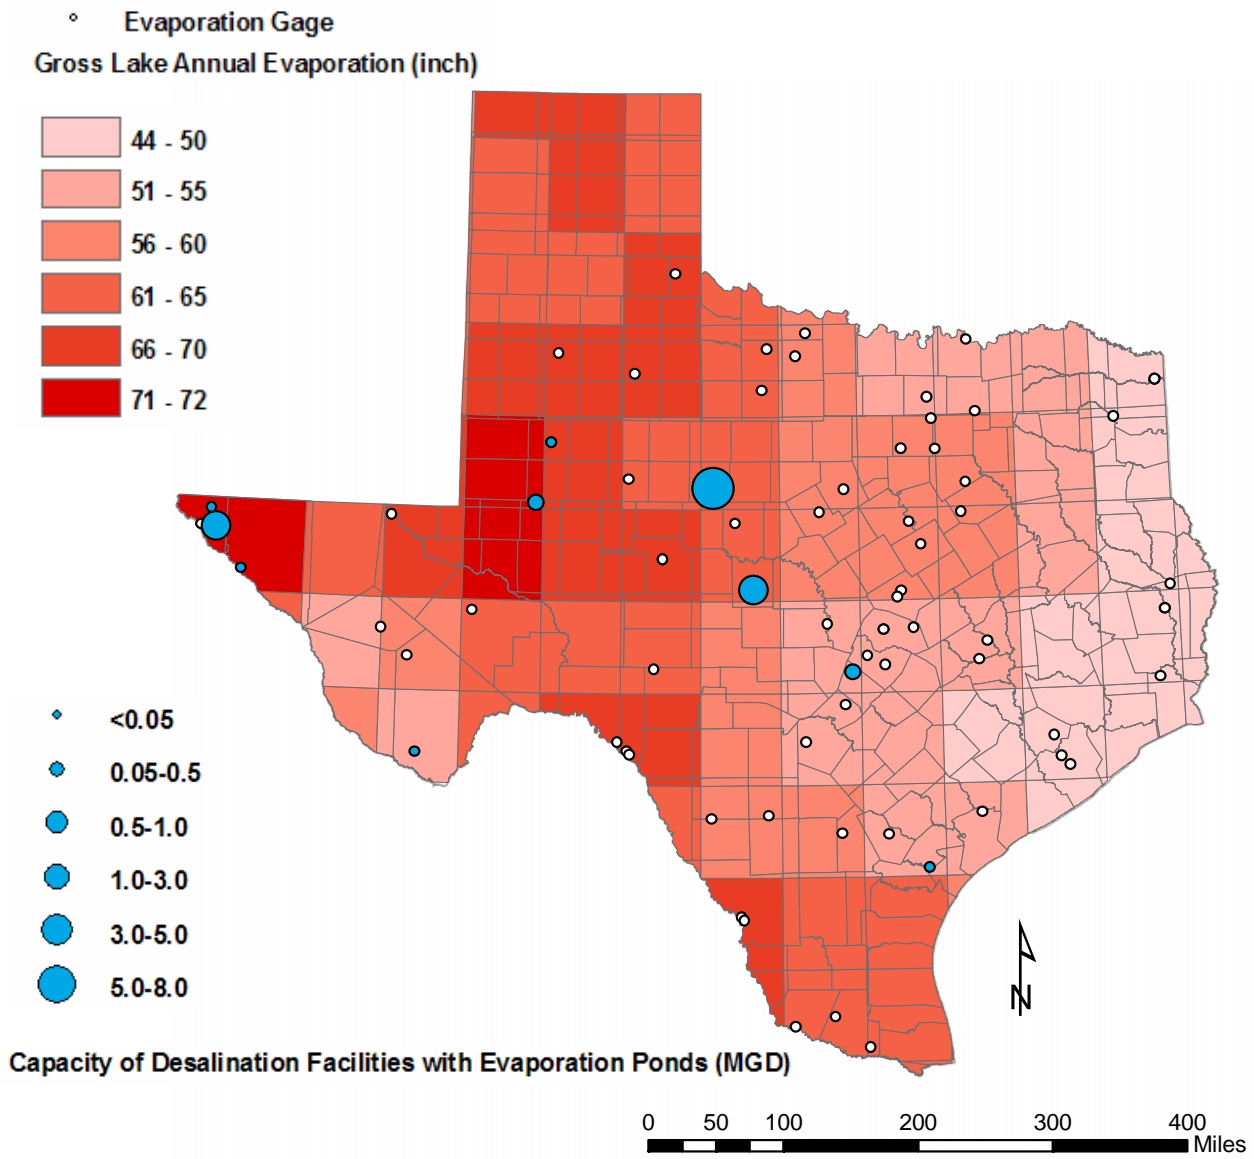 Evaporation Gage
Gross Lake Annual Evaporation (inch)
44 - 50
51 - 55
56 - 60
61 - 65
66 - 70
71 - 72
<0.05
0.05-0.5
0.5-1.0
1.0-3.0
3.0-5.0
5.0-8.0
N
Capacity of Desalination Facilities with Evaporation Ponds (MGD)
0 50 100 200 300 400
Miles